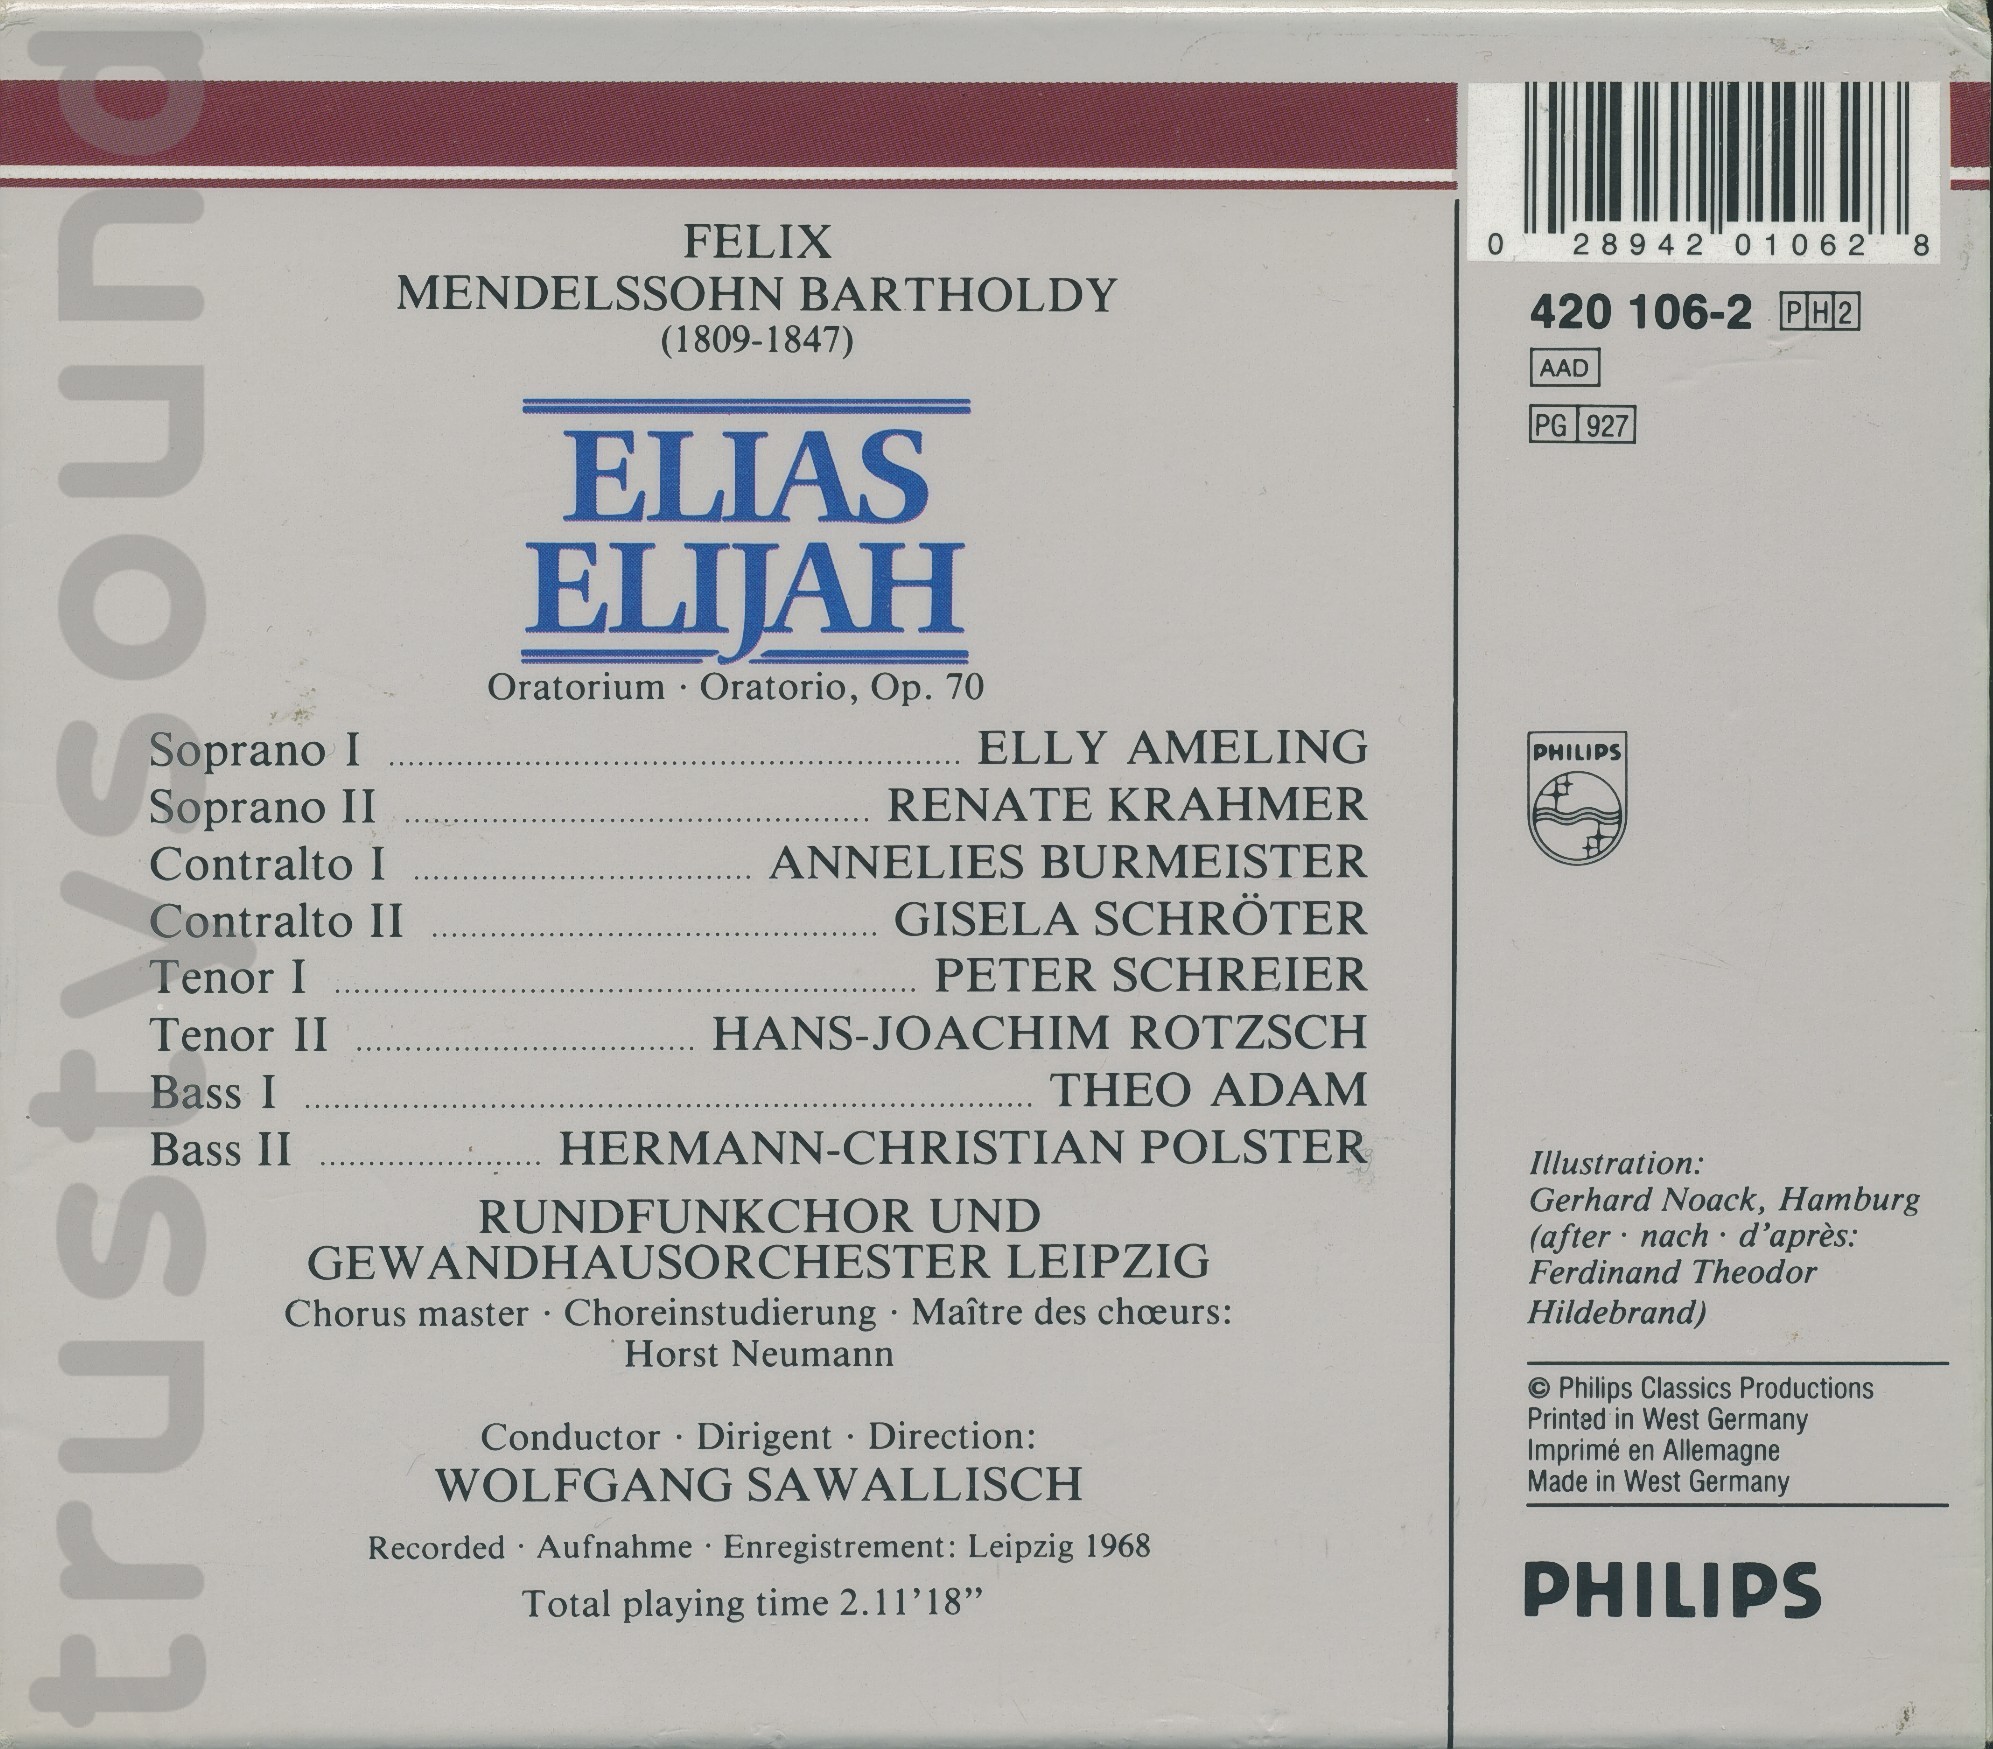 FELIX
MENDELSSOHN BARTHOLDY
(1809-1847)
ELIAS
ELIJAH
Oratorium · Oratorio, Op. 70
Soprano I ELLY AMELING
Soprano II RENATE KRAHMER
Contralto I ANNELIES BURMEISTER
Contralto II GISELA SCHRÖTER
Tenor I PETER SCHREIER
Tenor II HANS-JOACHIM ROTZSCH
Bass I THEO ADAM
Bass II HERMANN-CHRISTIAN POLSTER
RUNDFUNKCHOR UND
GEWANDHAUSORCHESTER LEIPZIG
Chorus master · Choreinstudierung · Maître des chœurs:
Horst Neumann
Conductor · Dirigent · Direction:
WOLFGANG SAWALLISCH
Recorded · Aufnahme · Enregistrement: Leipzig 1968
Total playing time 2.11’18”
0 28942 01062 8
420 106-2 PH2
AAD
PG 927
PHILIPS
Illustration:
Gerhard Noack, Hamburg
(after · nach · d’après:
Ferdinand Theodor
Hildebrand)
© Philips Classics Productions
Printed in West Germany
Imprimé en Allemagne
Made in West Germany
PHILIPS
trustysound